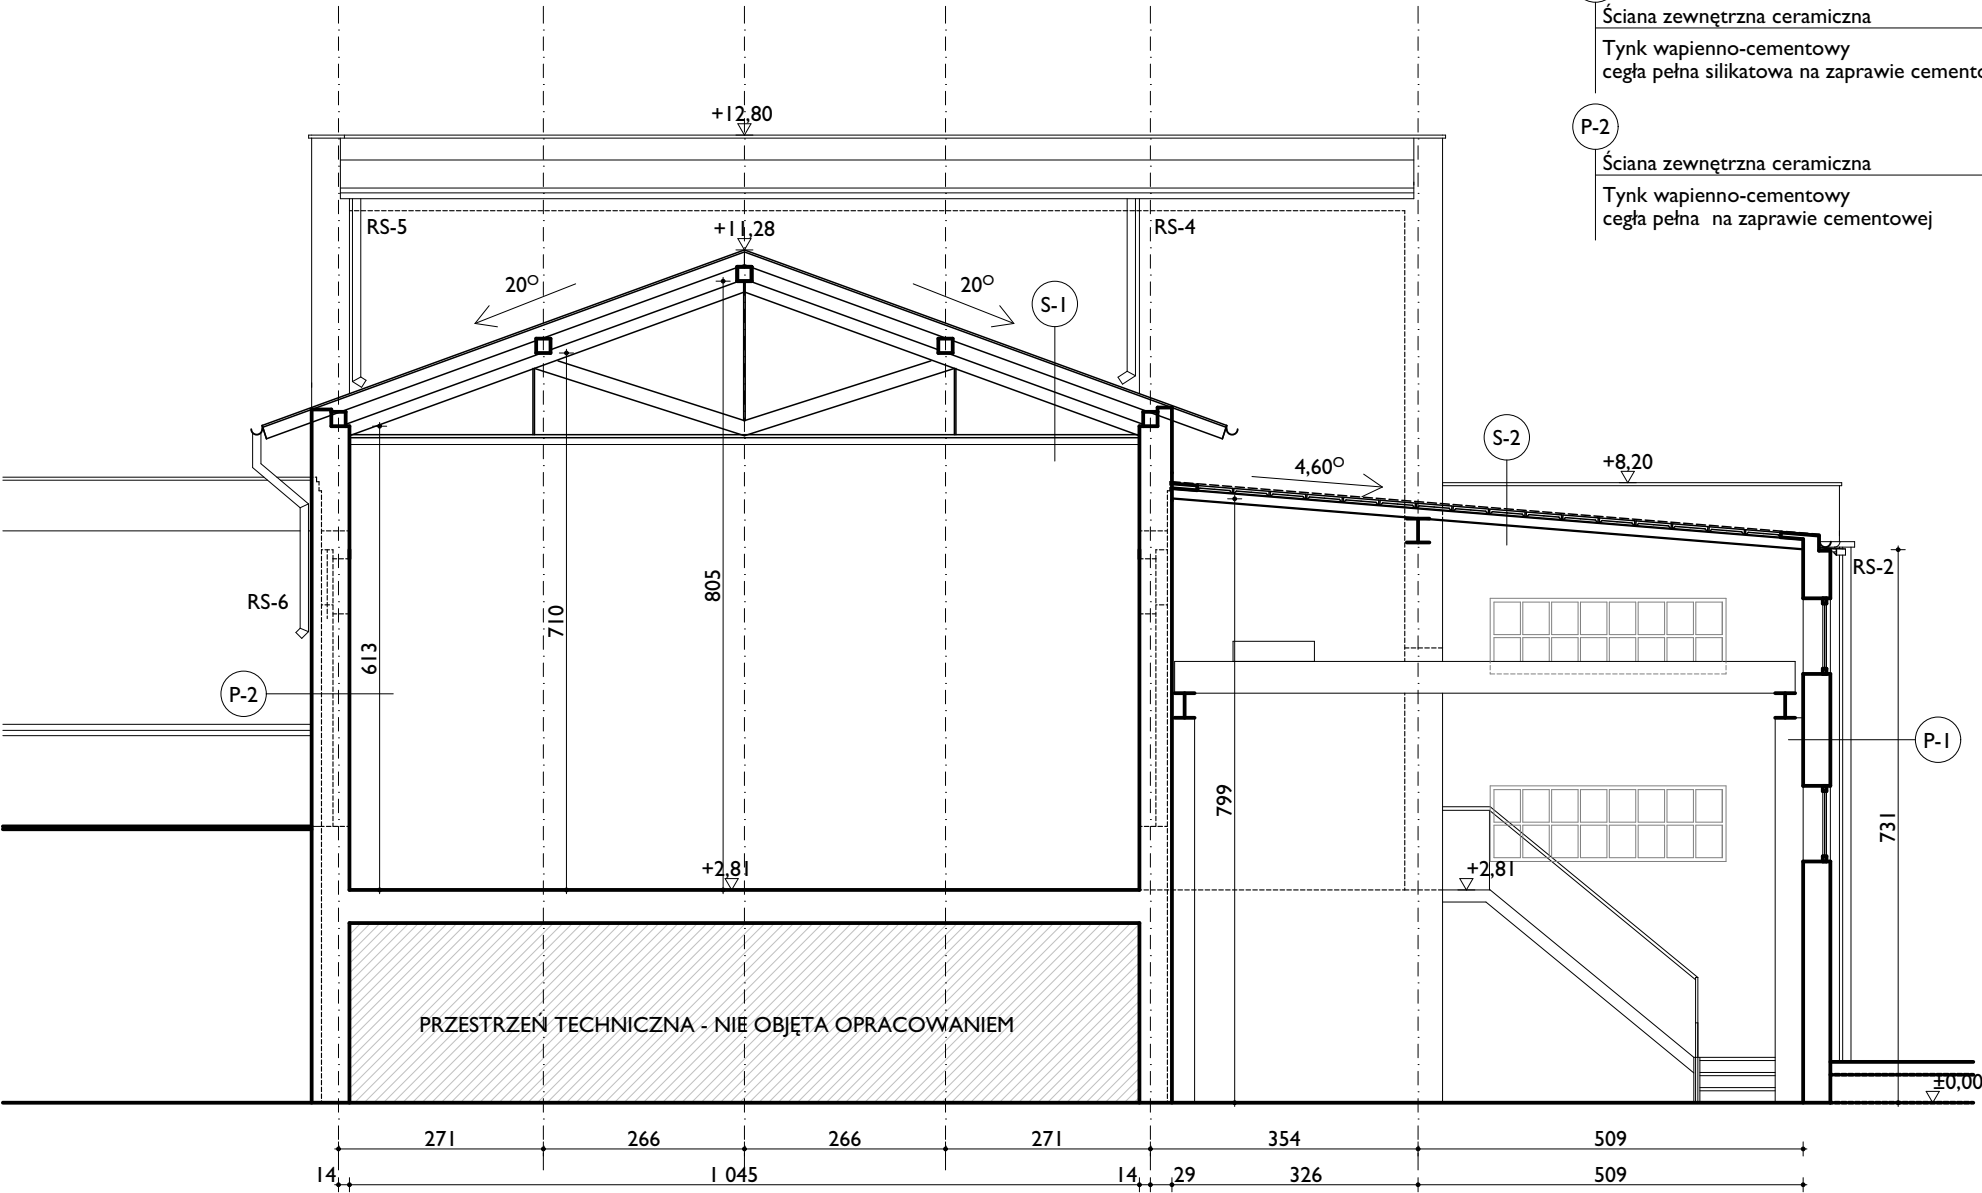 Ściana zewnętrzna ceramiczna
Tynk wapienno-cementowy
cegła pełna silikatowa na zaprawie
P-2
Ściana zewnętrzna ceramiczna
Tynk wapienno-cementowy
cegła pełna na zaprawie cementowej
+12,80
RS-5
+11,28
RS-4
20°
20°
S-1
S-2
4,60°
+8,20
RS-2
RS-6
805
710
613
P-2
P-1
799
731
+2,81
+2,81
PRZESTRZEŃ TECHNICZNA - NIE OBJĘTA OPRACOWANIEM
±0,00
271 266 266 271 354 509
14 1 045 14 29 326 509